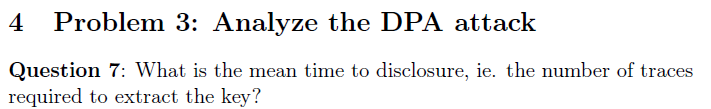 4 Problem 3: Analyze the DPA attack
Question 7: What is the mean time to disclosure, ie. the number of traces
required to extract the key?